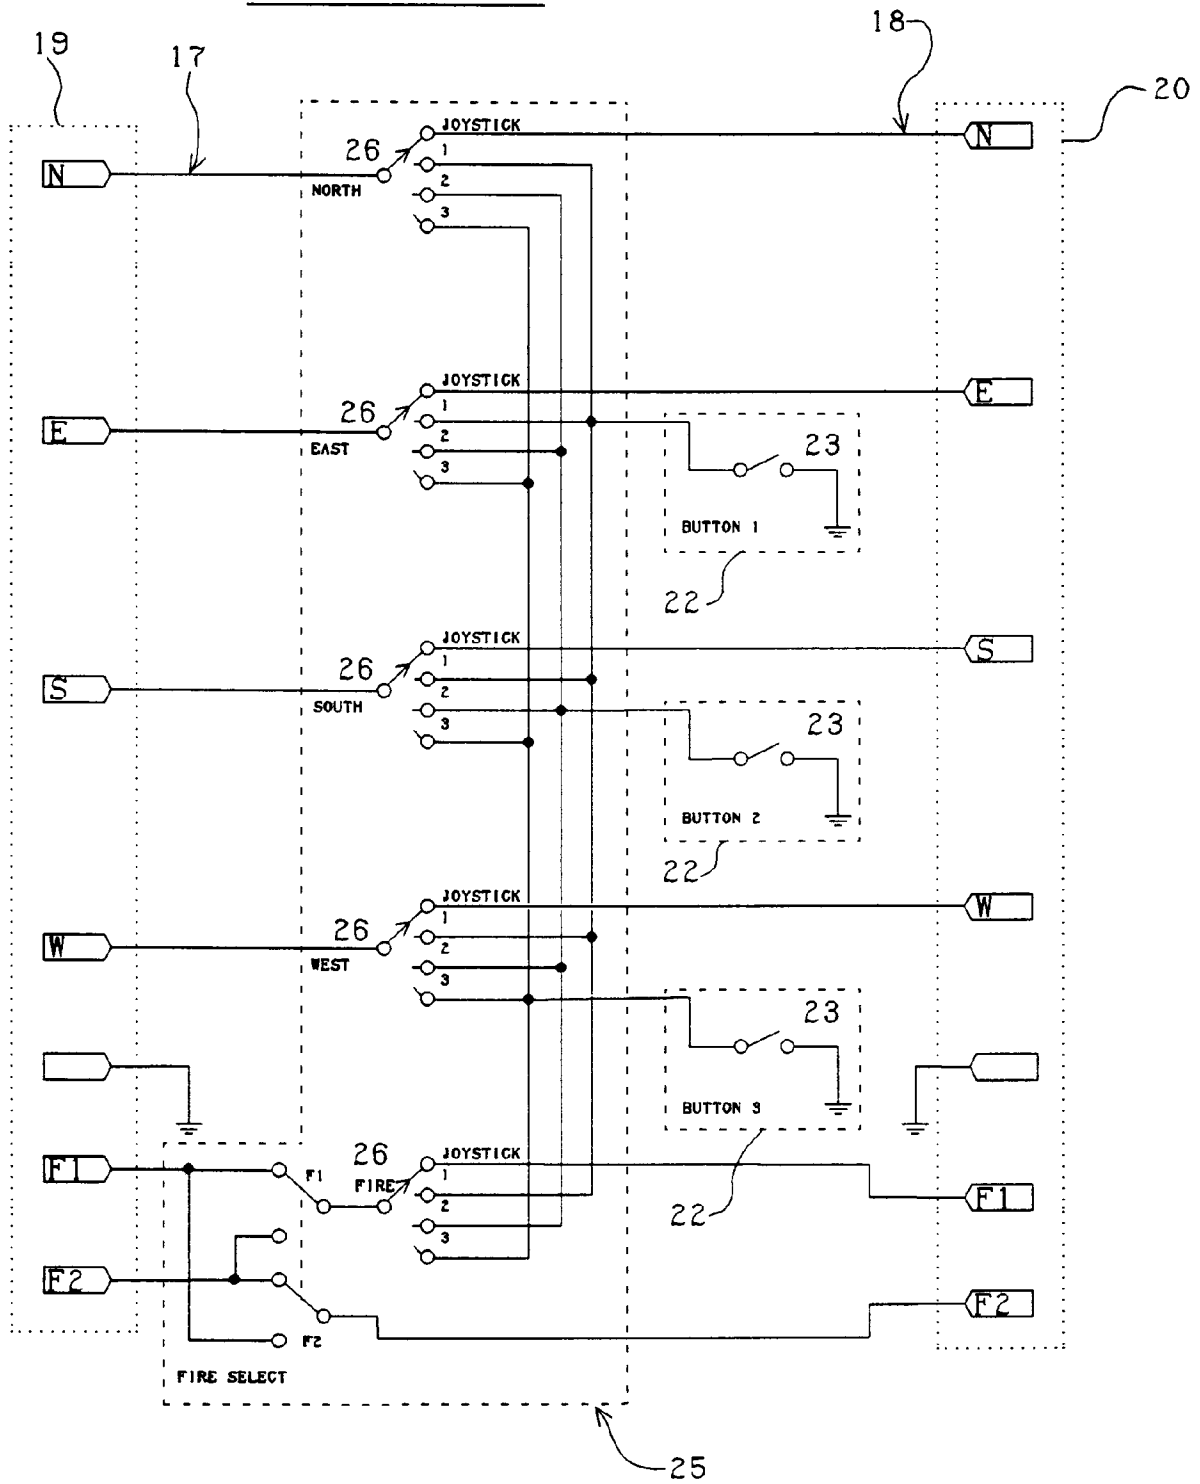 18
19
17
20
JOYSTICK
N
26
1
N
2
NORTH
3
JOYSTICK
E
26
1
E
2
23
EAST
3
BUTTON 1
22
JOYSTICK
S
26
1
S
2
SOUTH
23
3
BUTTON 2
22
JOYSTICK
W
26
1
W
2
WEST
3
23
BUTTON 3
26
JOYSTICK
F1
F1
FIRE
1
F1
2
22
3
F2
F2
F2
FIRE SELECT
25